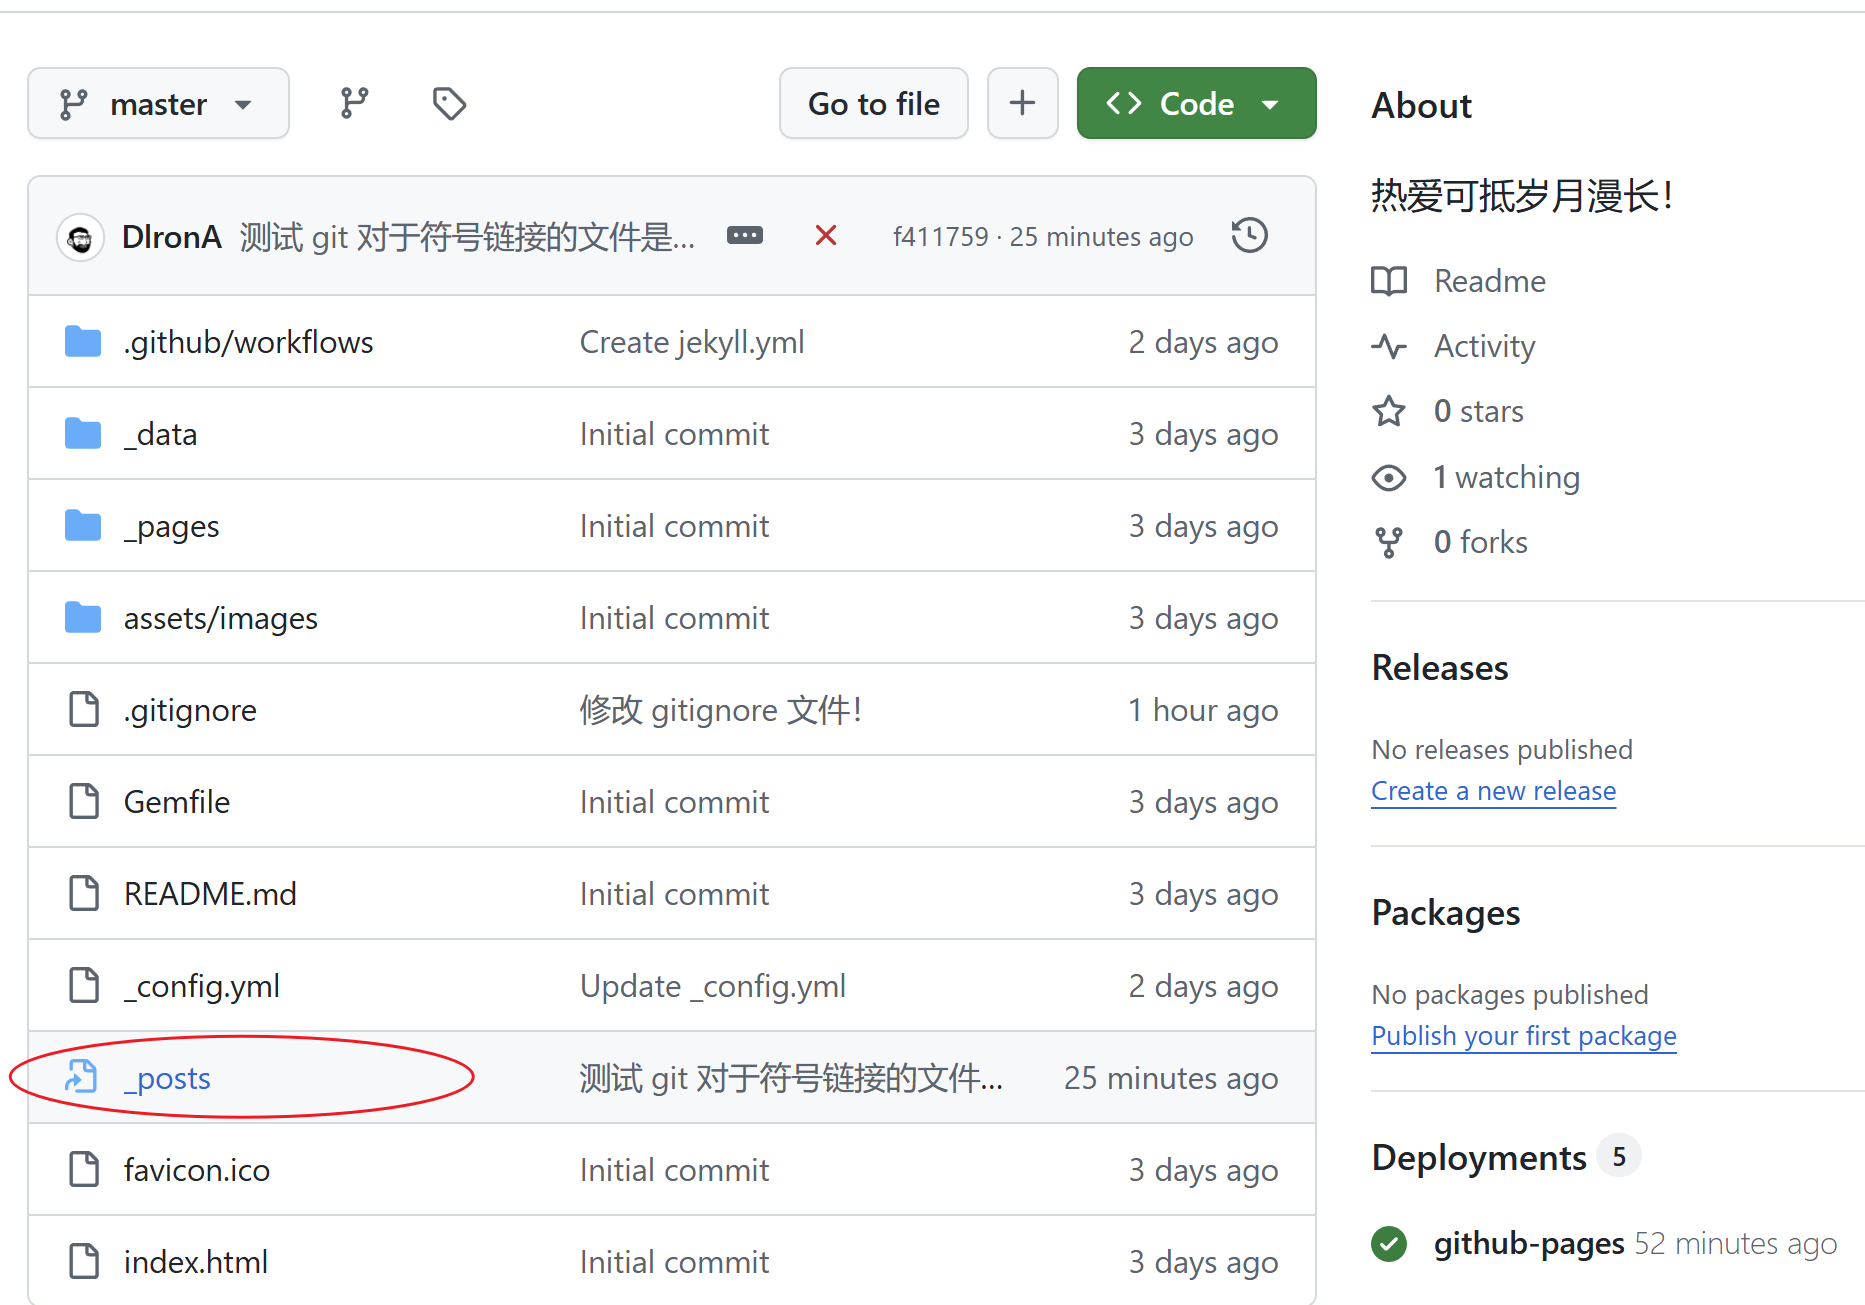 master Go to file Code
DIronA 测试 git 对于符号链接的文件是... f411759 · 25 minutes ago
.github/workflows Create jekyll.yml 2 days ago
_data Initial commit 3 days ago
_pages Initial commit 3 days ago
assets/images Initial commit 3 days ago
.gitignore 修改 gitignore 文件！ 1 hour ago
Gemfile Initial commit 3 days ago
README.md Initial commit 3 days ago
_config.yml Update _config.yml 2 days ago
_posts 测试 git 对于符号链接的文件... 25 minutes ago
favicon.ico Initial commit 3 days ago
index.html Initial commit 3 days ago
About
热爱可抵岁月漫长！
Readme
Activity
0 stars
1 watching
0 forks
Releases
No releases published
Create a new release
Packages
No packages published
Publish your first package
Deployments 5
github-pages 52 minutes ago